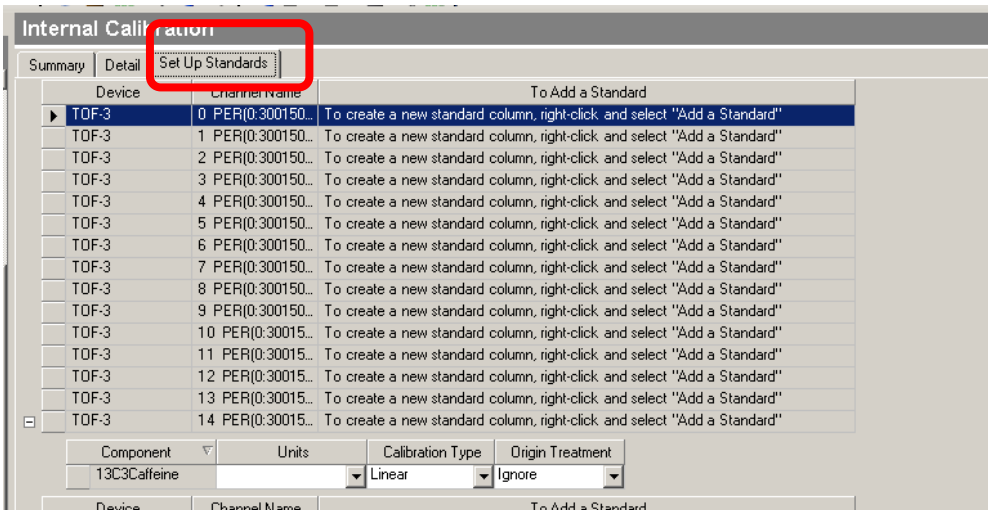 Internal Calibration
Summary Detail Set Up Standards
Device Channel Name To Add a Standard
TOF-3 0 PER(0:300150... To create a new standard column, right-click and select "Add a Standard"
TOF-3 1 PER(0:300150... To create a new standard column, right-click and select "Add a Standard"
TOF-3 2 PER(0:300150... To create a new standard column, right-click and select "Add a Standard"
TOF-3 3 PER(0:300150... To create a new standard column, right-click and select "Add a Standard"
TOF-3 4 PER(0:300150... To create a new standard column, right-click and select "Add a Standard"
TOF-3 5 PER(0:300150... To create a new standard column, right-click and select "Add a Standard"
TOF-3 6 PER(0:300150... To create a new standard column, right-click and select "Add a Standard"
TOF-3 7 PER(0:300150... To create a new standard column, right-click and select "Add a Standard"
TOF-3 8 PER(0:300150... To create a new standard column, right-click and select "Add a Standard"
TOF-3 9 PER(0:300150... To create a new standard column, right-click and select "Add a Standard"
TOF-3 10 PER(0:30015... To create a new standard column, right-click and select "Add a Standard"
TOF-3 11 PER(0:30015... To create a new standard column, right-click and select "Add a Standard"
TOF-3 12 PER(0:30015... To create a new standard column, right-click and select "Add a Standard"
TOF-3 13 PER(0:30015... To create a new standard column, right-click and select "Add a Standard"
TOF-3 14 PER(0:30015... To create a new standard column, right-click and select "Add a Standard"
Component Units Calibration Type Origin Treatment
13C3Caffeine Linear Ignore
Device Channel Name To Add a Standard